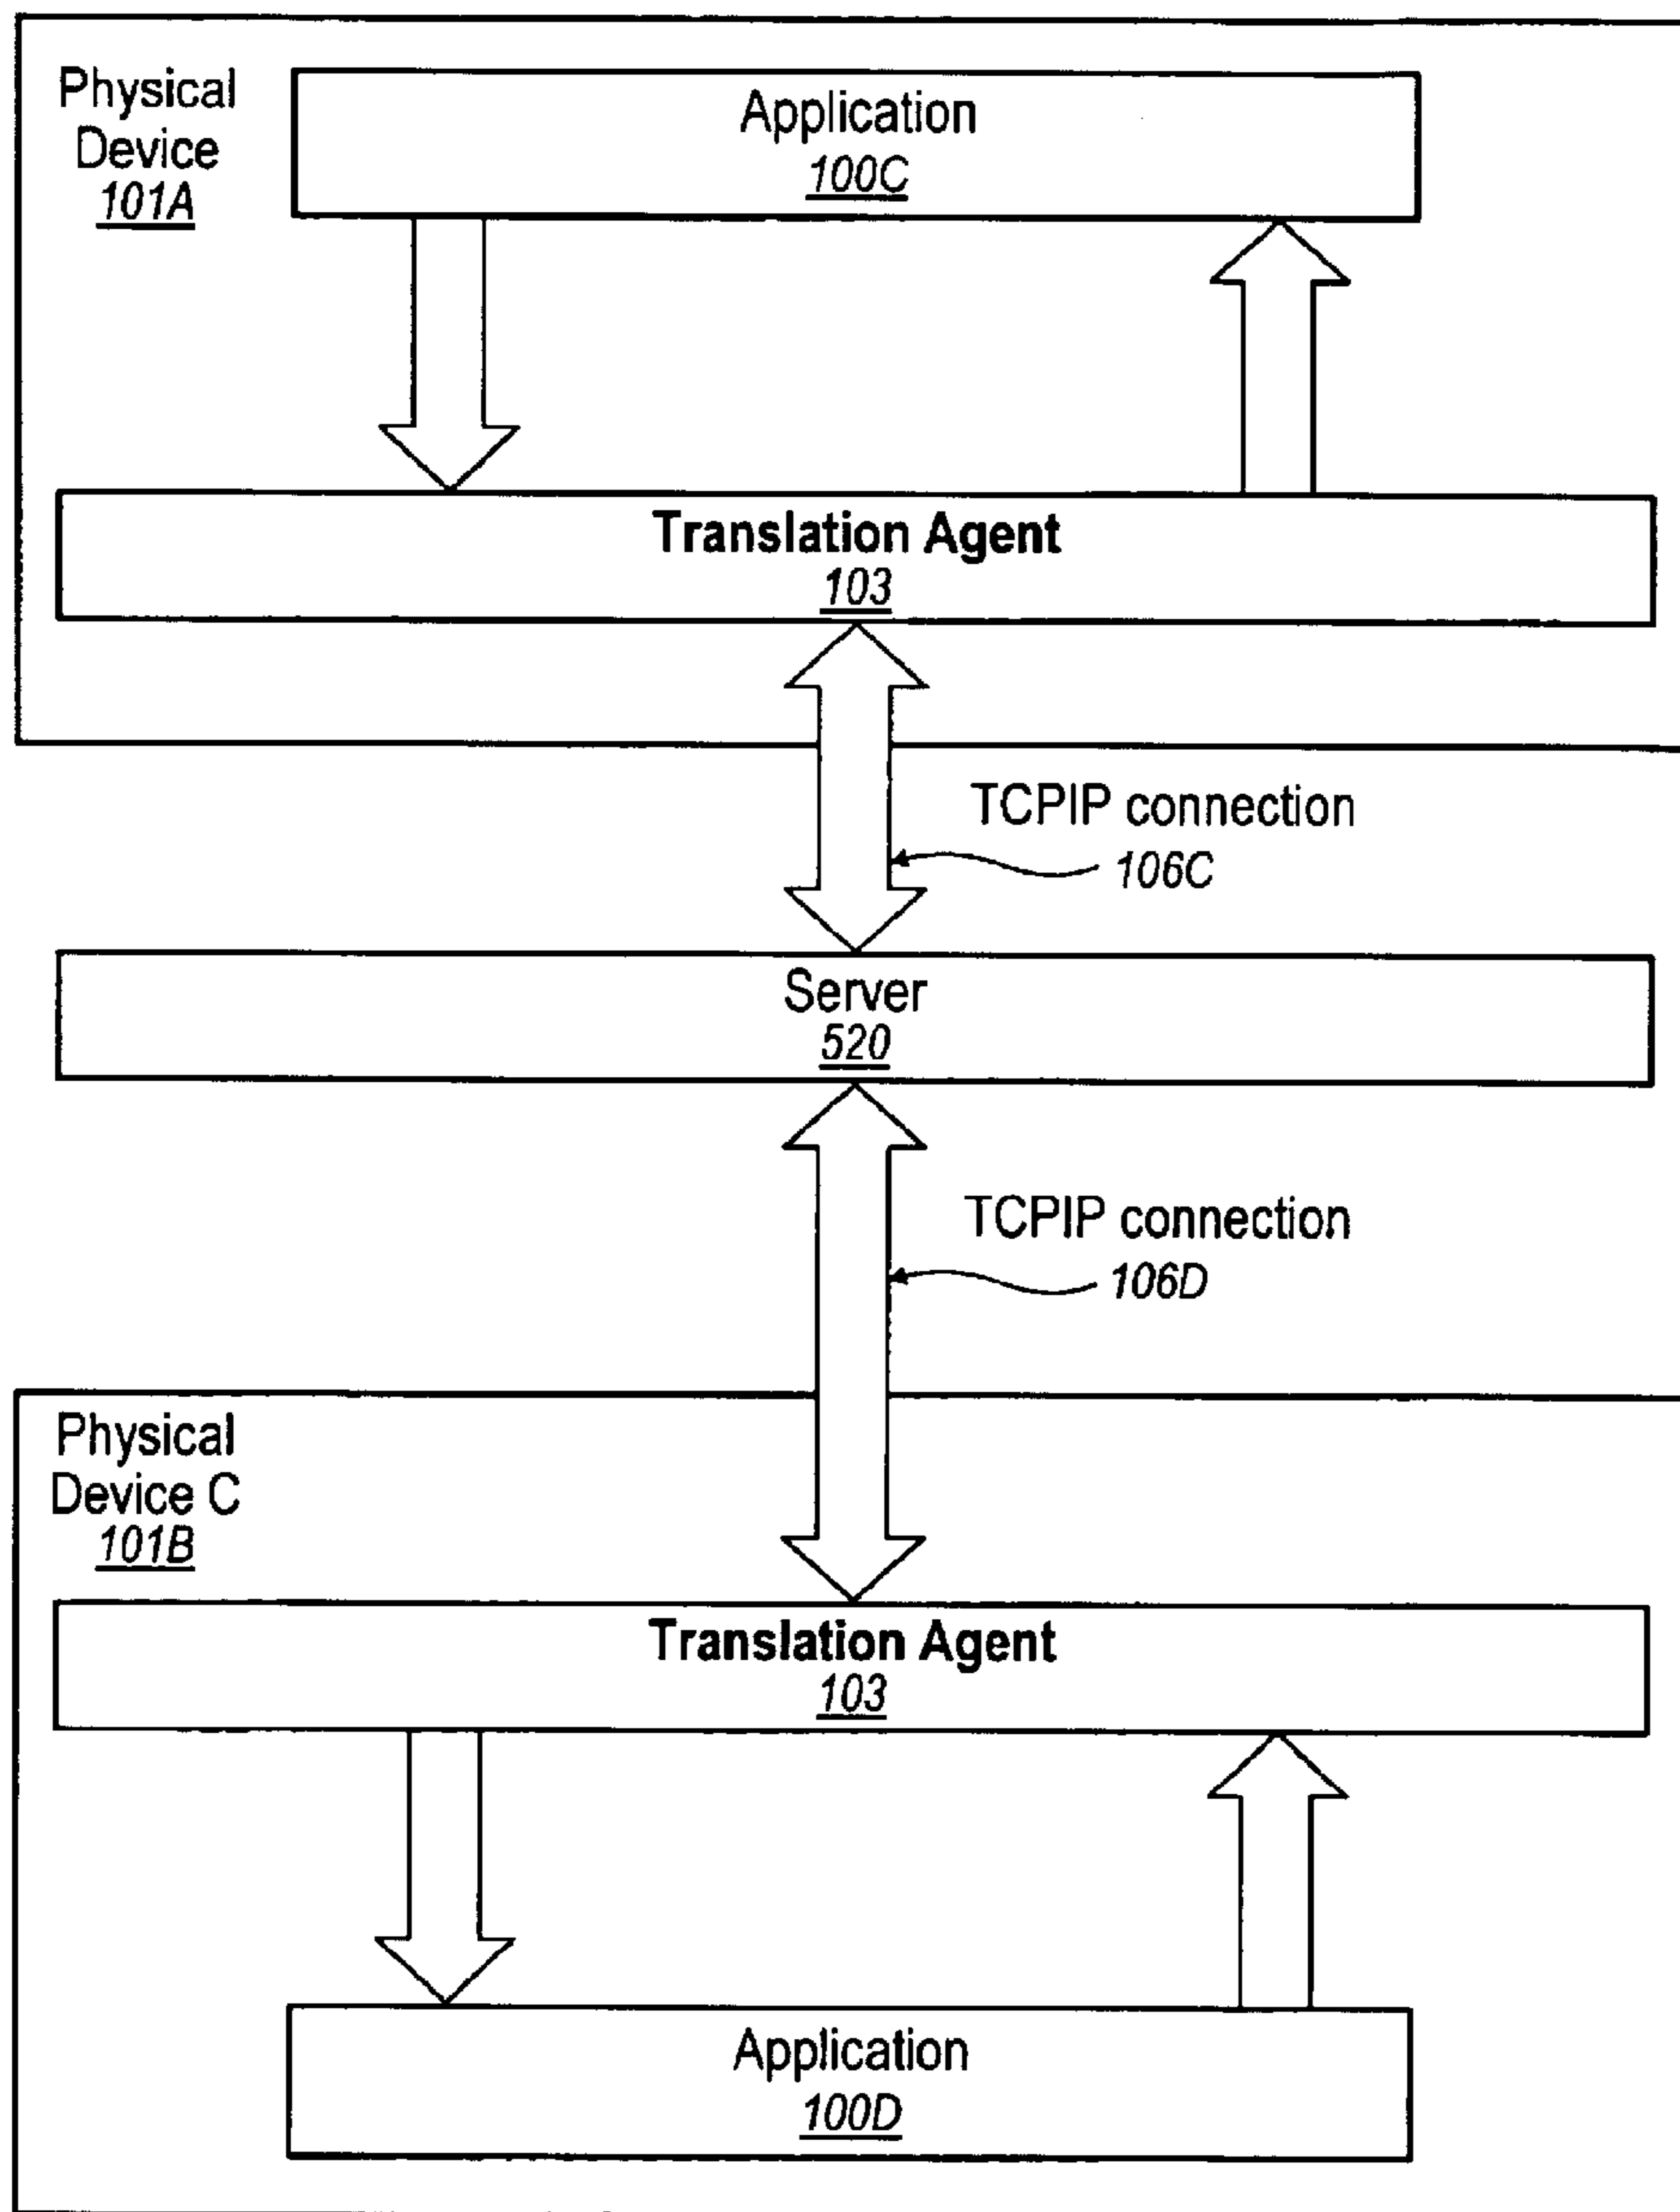 Physical
Device
101A
Application
100C
Translation Agent
103
TCPIP connection
106C
Server
520
TCPIP connection
106D
Physical
Device C
101B
Translation Agent
103
Application
100D